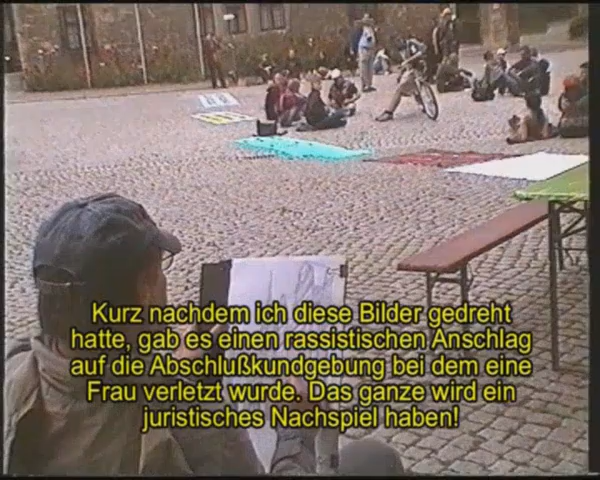 Kurz nachdem ich diese Bilder gedreht
hatte, gab es einen rassistischen Anschlag
auf die Abschlußkundgebung bei dem eine
Frau verletzt wurde. Das ganze wird ein
juristisches Nachspiel haben!